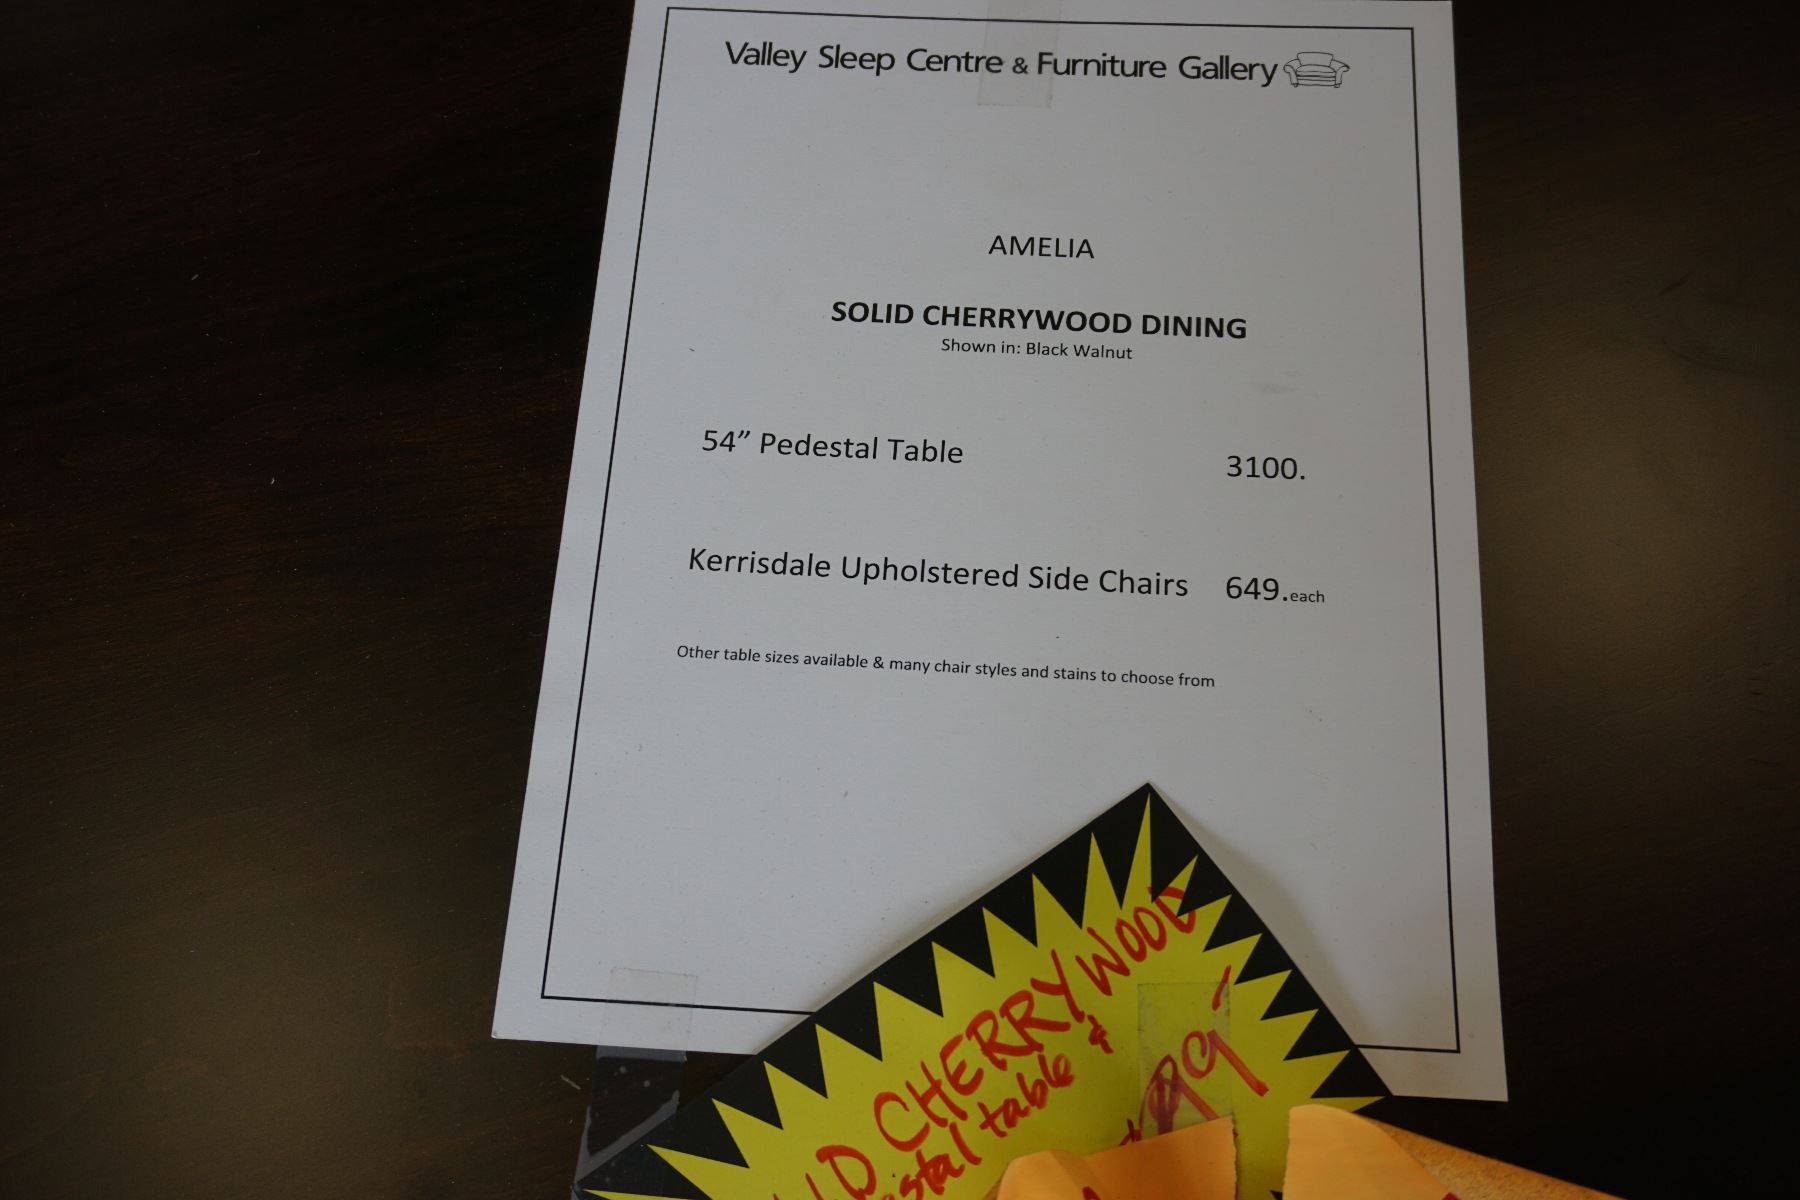 Valley Sleep Centre & Furniture Gallery
AMELIA
SOLID CHERRYWOOD DINING
Shown in: Black Walnut
54” Pedestal Table 3100.
Kerrisdale Upholstered Side Chairs 649.each
Other table sizes available & many chair styles and stains to choose from
CHERRYWOOD
table &